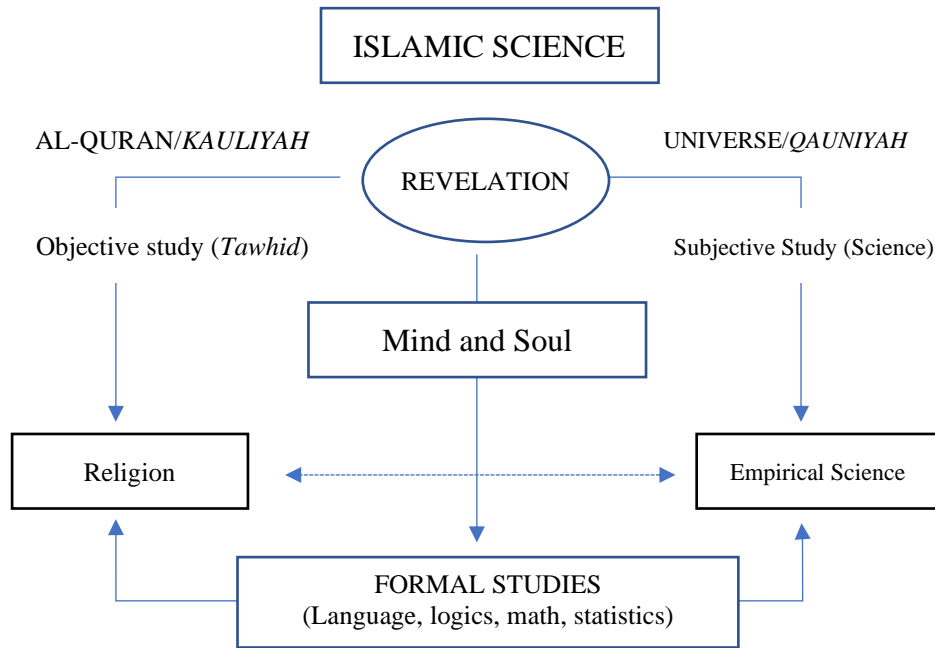 ISLAMIC SCIENCE
AL-QURAN/KAULIYAH
UNIVERSE/QAUNIYAH
REVELATION
Objective study (Tawhid)
Subjective Study (Science)
Mind and Soul
Religion
Empirical Science
FORMAL STUDIES
(Language, logics, math, statistics)